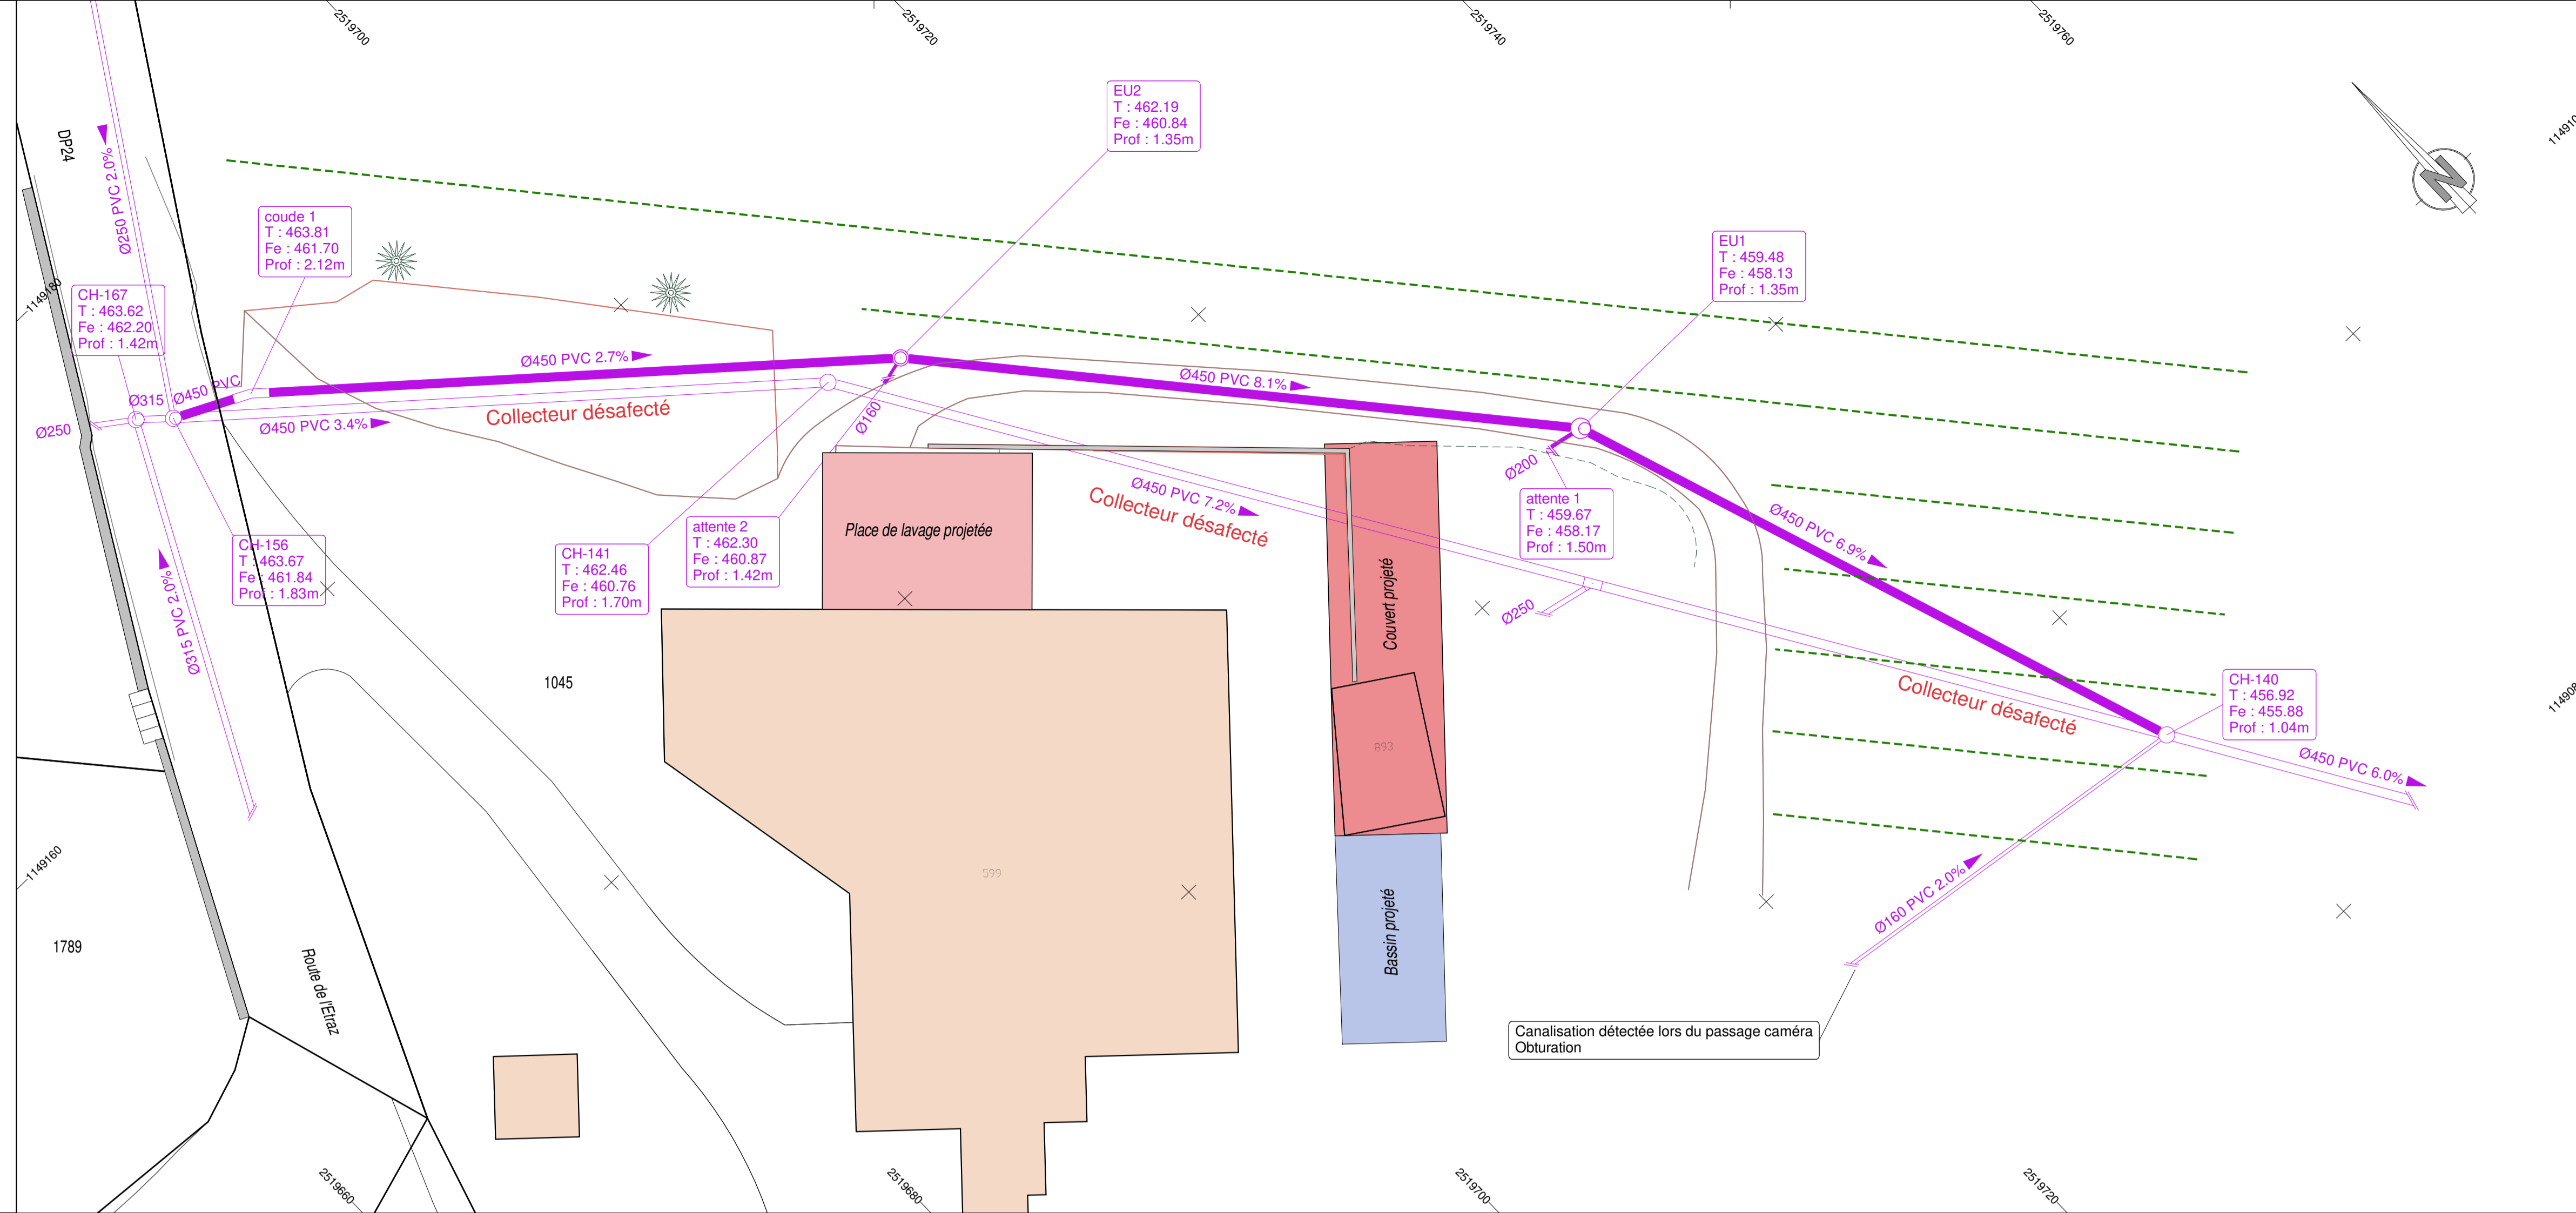 2519700
2519720
2519740
2519760
DP24
Ø250 PVC 2.0%
EU2
T : 462.19
Fe : 460.84
Prof : 1.35m
N
coude 1
T : 463.81
Fe : 461.70
Prof : 2.12m
EU1
T : 459.48
Fe : 458.13
Prof : 1.35m
1149180
CH-167
T : 463.62
Fe : 462.20
Prof : 1.42m
Ø450 PVC 2.7%
Ø450 PVC 8.1%
Ø315
Ø450 PVC
Ø250
Ø450 PVC 3.4%
Collecteur désafecté
Ø160
Ø200
Ø450 PVC 7.2%
Collecteur désafecté
attente 1
T : 459.67
Fe : 458.17
Prof : 1.50m
Ø450 PVC 6.9%
Place de lavage projetée
attente 2
T : 462.30
Fe : 460.87
Prof : 1.42m
CH-141
T : 462.46
Fe : 460.76
Prof : 1.70m
CH-156
T : 463.67
Fe : 461.84
Prof : 1.83m
Ø315 PVC 2.0%
Couvert projeté
Ø250
1045
Collecteur désafecté
CH-140
T : 456.92
Fe : 455.88
Prof : 1.04m
893
Ø450 PVC 6.0%
1149160
599
Ø160 PVC 2.0%
Bassin projeté
1789
Route de l'Etraz
Canalisation détectée lors du passage caméra
Obturation
2519660
2519680
2519700
2519720